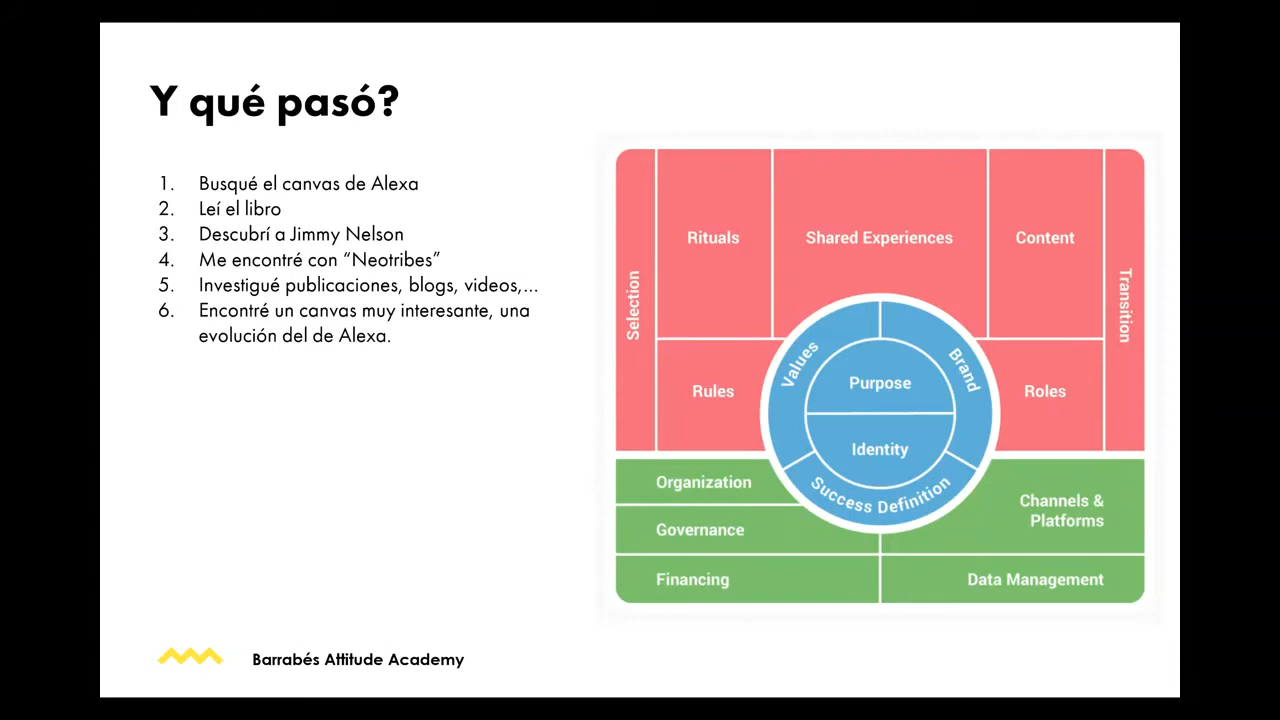 Y qué pasó?
1. Busqué el canvas de Alexa
2. Leí el libro
3. Descubrí a Jimmy Nelson
4. Me encontré con “Neotribes”
5. Investigué publicaciones, blogs, videos,...
6. Encontré un canvas muy interesante, una
evolución del de Alexa.
Selection
Rituals
Shared Experiences
Content
Transition
Rules
Values
Brand
Purpose
Identity
Success Definition
Roles
Organization
Governance
Financing
Channels &
Platforms
Data Management
Barrabés Attitude Academy